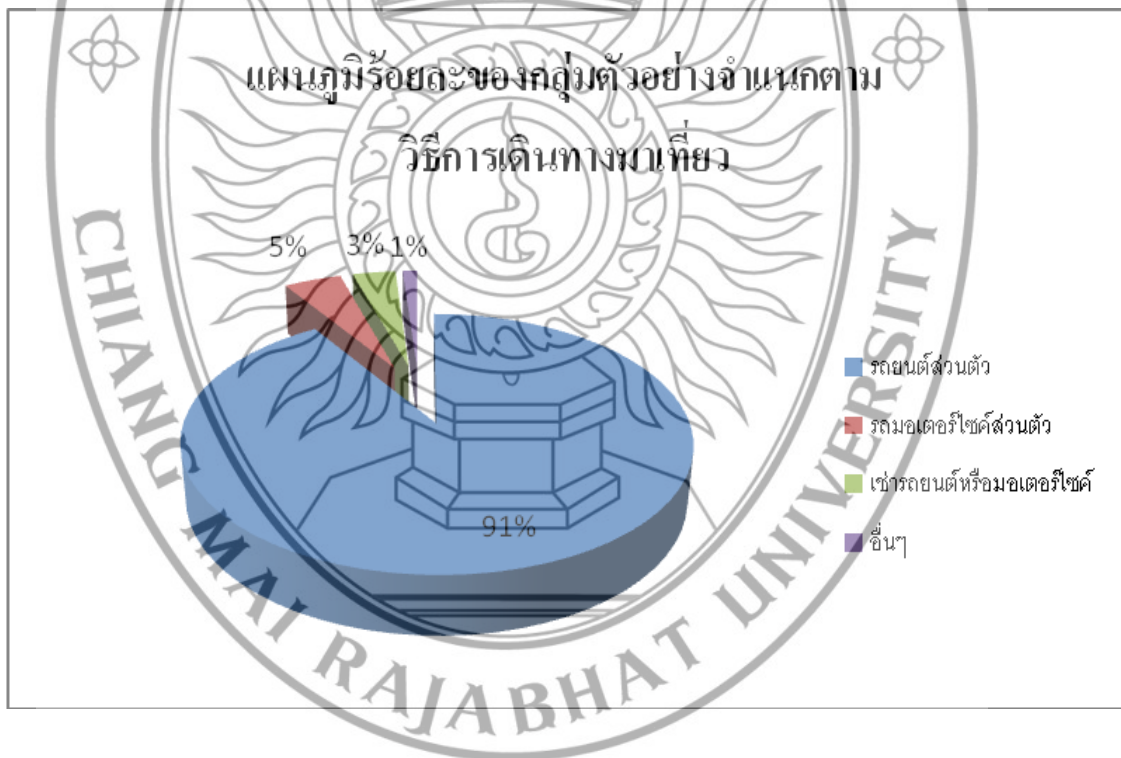 แผนภูมิร้อยละของกลุ่มตัวอย่างจำแนกตาม
วิธีการเดินทางมาเที่ยว
5%
3%
1%
91%
รถยนต์ส่วนตัว
รถมอเตอร์ไซค์ส่วนตัว
เช่ารถยนต์หรือมอเตอร์ไซค์
อื่นๆ
CHIANG MAI RAJABHAT UNIVERSITY